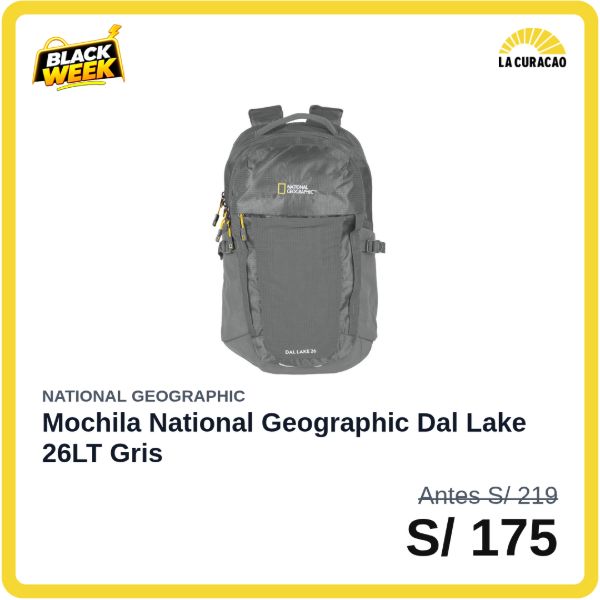 BLACK
WEEK
LA CURACAO
NATIONAL
GEOGRAPHIC
DAL LAKE 26
NATIONAL GEOGRAPHIC
Mochila National Geographic Dal Lake
26LT Gris
Antes S/ 219
S/ 175